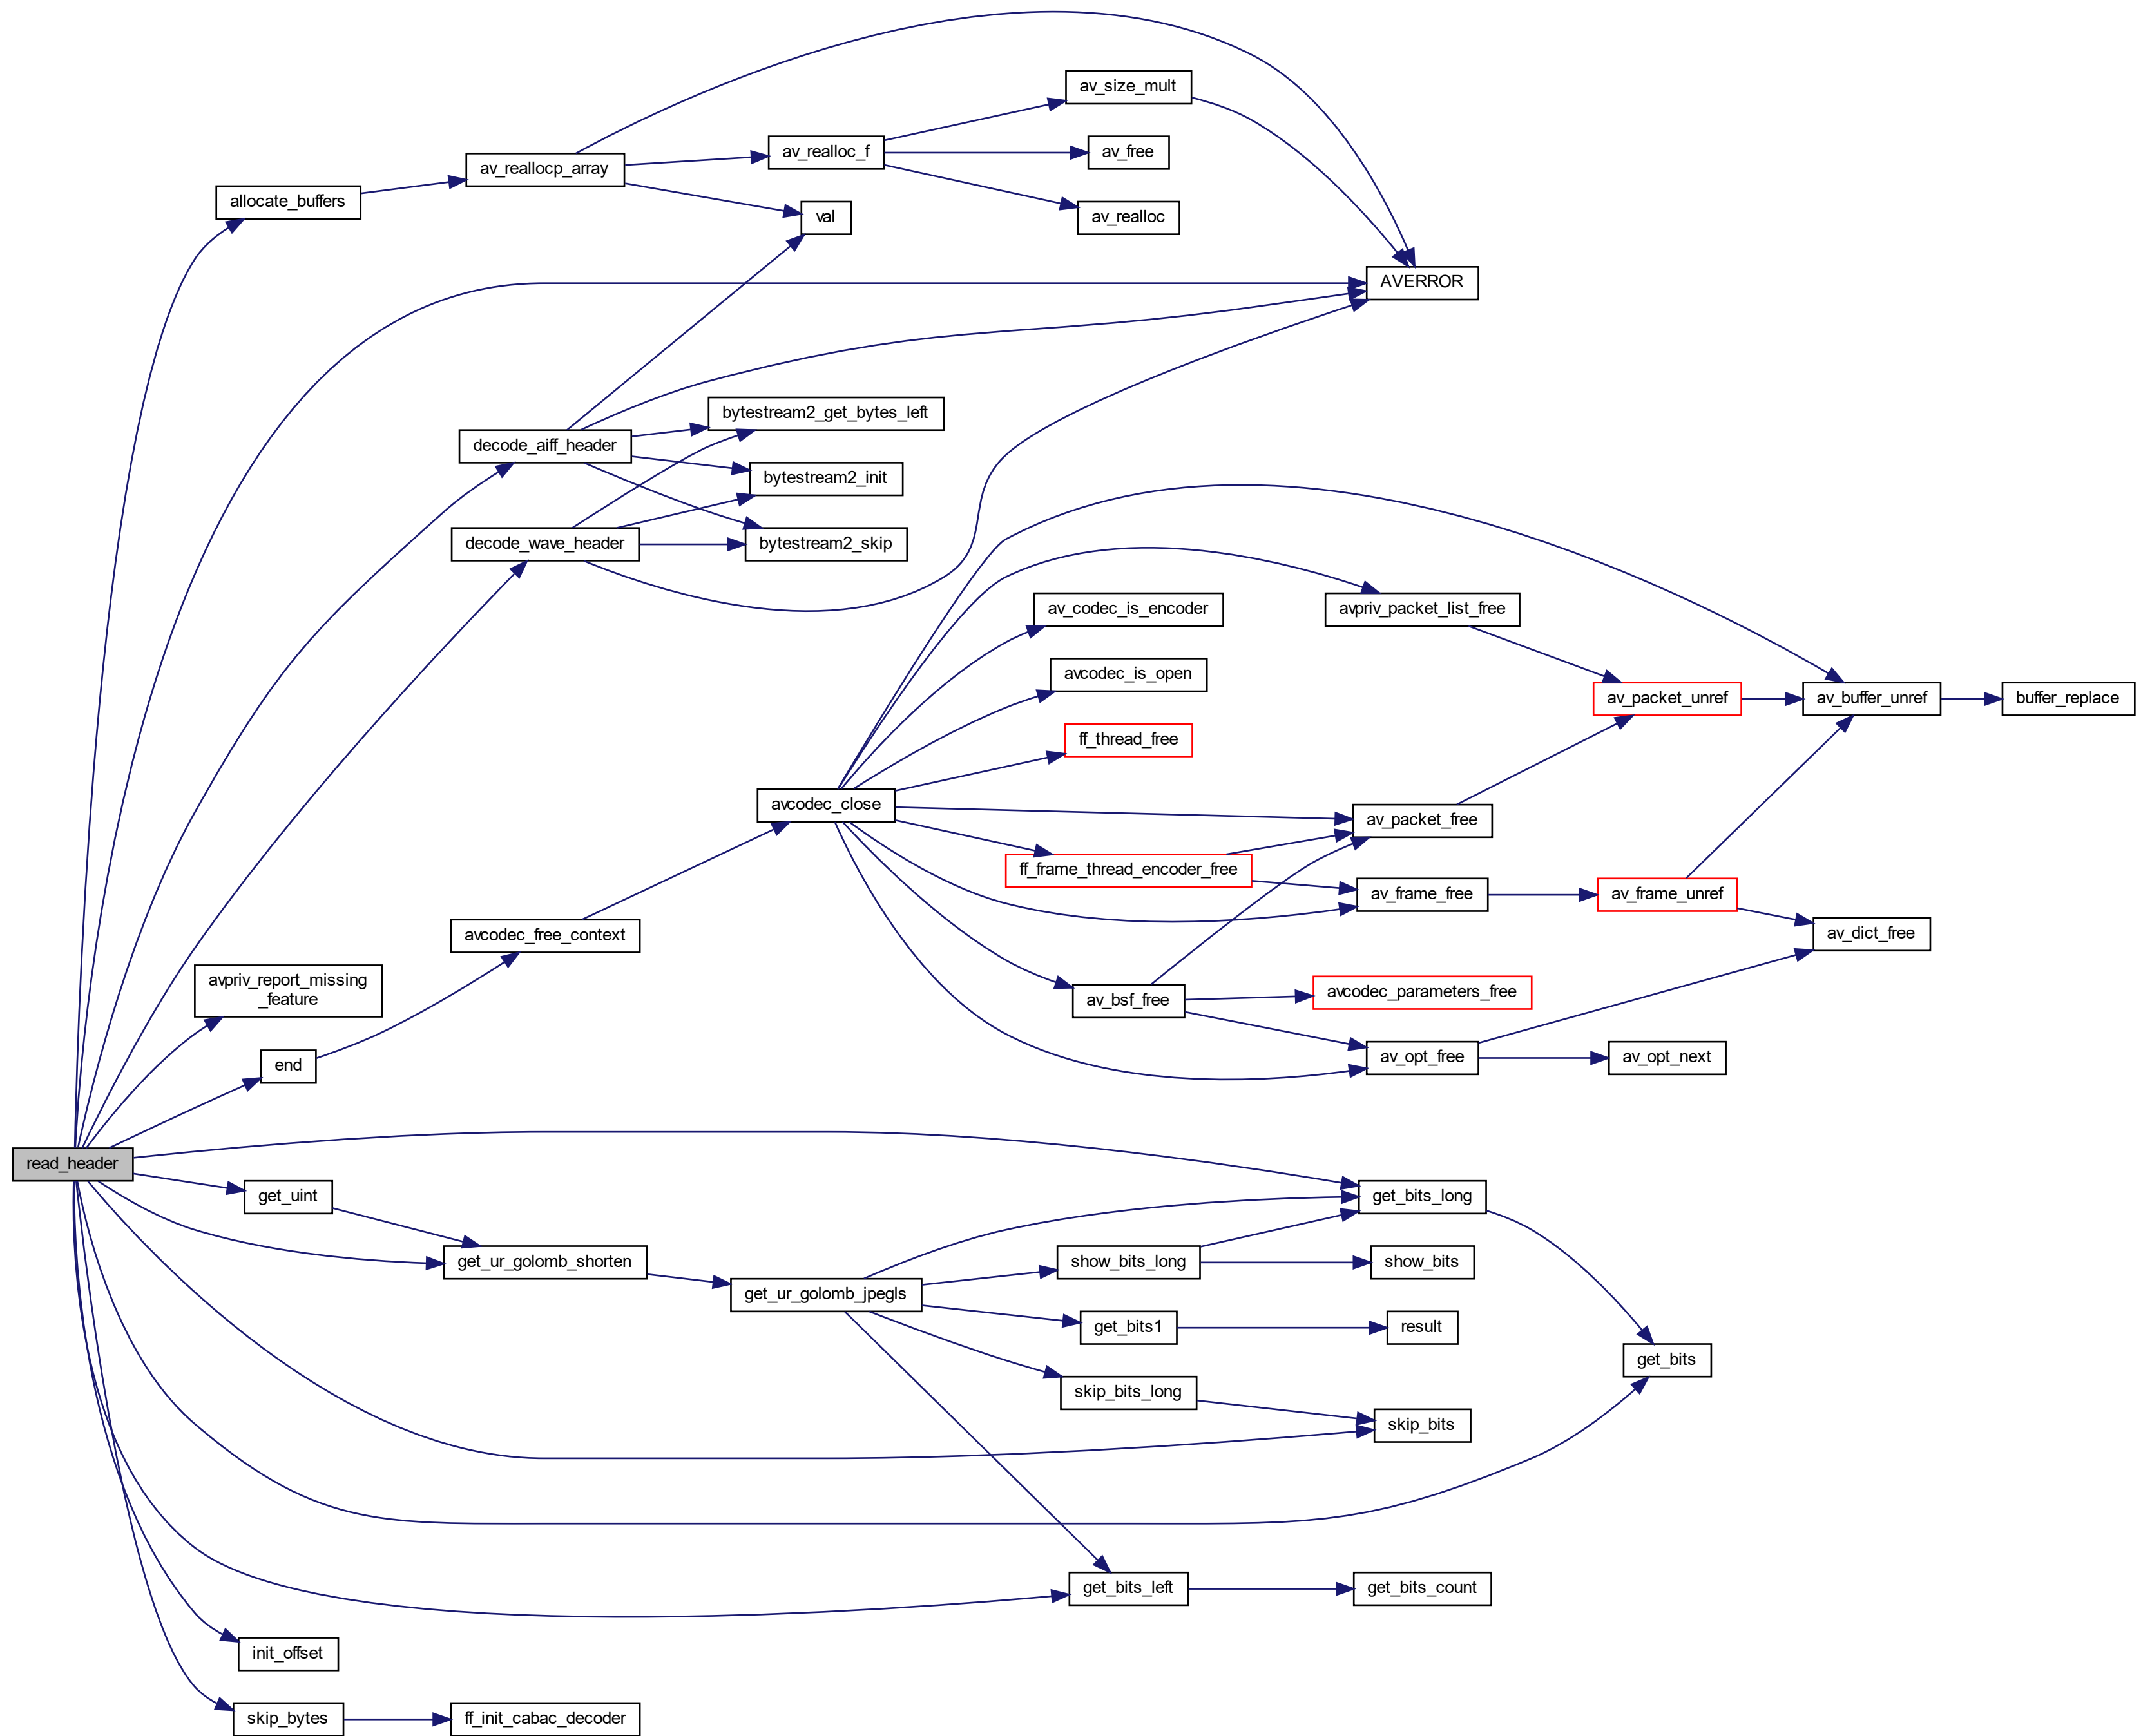 av_size_mult
av_realloc_f
av_free
av_reallocp_array
allocate_buffers
val
av_realloc
AVERROR
bytestream2_get_bytes_left
decode_aiff_header
bytestream2_init
decode_wave_header
bytestream2_skip
av_codec_is_encoder
avpriv_packet_list_free
avcodec_is_open
av_packet_unref
av_buffer_unref
buffer_replace
ff_thread_free
avcodec_close
av_packet_free
ff_frame_thread_encoder_free
av_frame_free
av_frame_unref
avcodec_free_context
av_dict_free
avpriv_report_missing
_feature
av_bsf_free
avcodec_parameters_free
end
av_opt_free
av_opt_next
read_header
get_uint
get_bits_long
get_ur_golomb_shorten
show_bits_long
show_bits
get_ur_golomb_jpegls
get_bits1
result
get_bits
skip_bits_long
skip_bits
get_bits_left
get_bits_count
init_offset
skip_bytes
ff_init_cabac_decoder